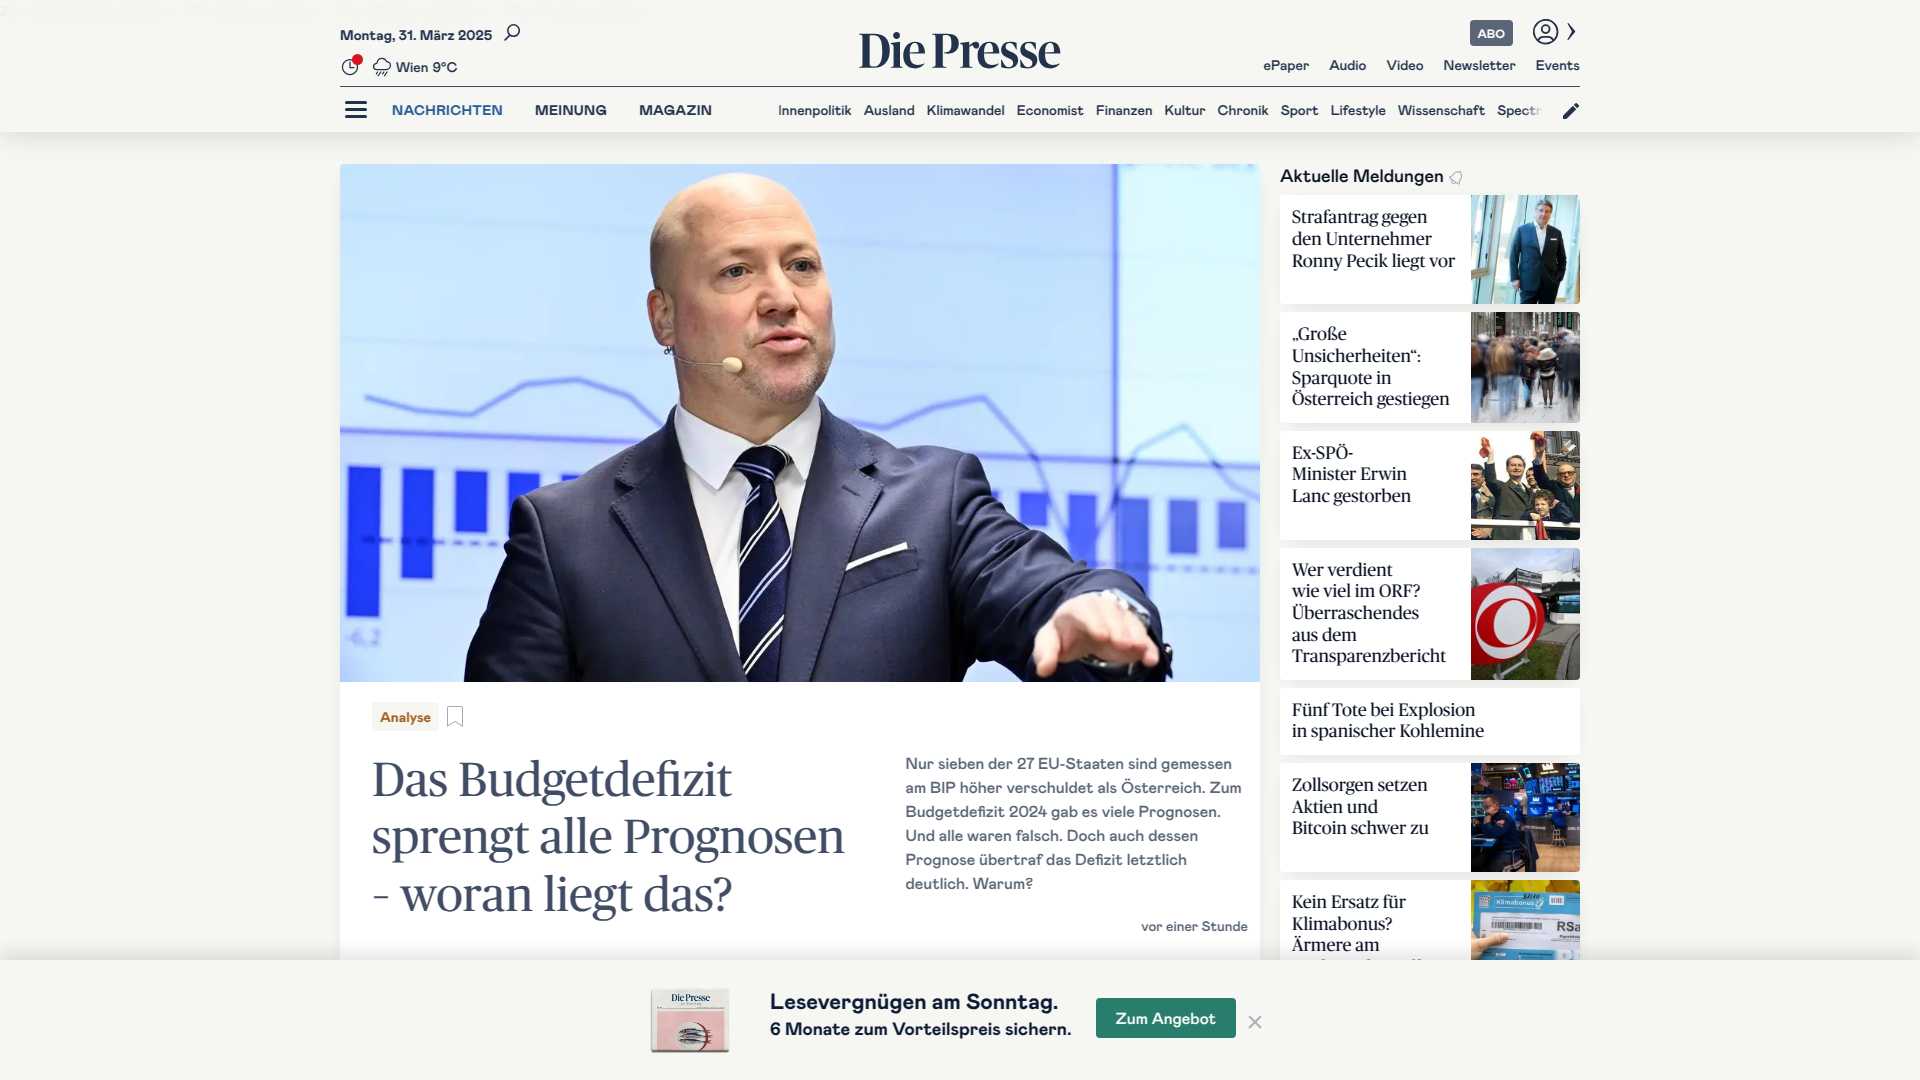 Montag, 31. März 2025
Wien 9°C
Die Presse
ABO
ePaper Audio Video Newsletter Events
NACHRICHTEN MEINUNG MAGAZIN
Innenpolitik Ausland Klimawandel Economist Finanzen Kultur Chronik Sport Lifestyle Wissenschaft
-6,2
Analyse
Das Budgetdefizit
sprengt alle Prognosen
– woran liegt das?
Nur sieben der 27 EU-Staaten sind gemessen
am BIP höher verschuldet als Österreich. Zum
Budgetdefizit 2024 gab es viele Prognosen.
Und alle waren falsch. Doch auch dessen
Prognose übertraf das Defizit letztlich
deutlich. Warum?
vor einer Stunde
Aktuelle Meldungen
Strafantrag gegen
den Unternehmer
Ronny Pecik liegt vor
„Große
Unsicherheiten“:
Sparquote in
Österreich gestiegen
Ex-SPÖ-
Minister Erwin
Lanc gestorben
Wer verdient
wie viel im ORF?
Überraschendes
aus dem
Transparenzbericht
Fünf Tote bei Explosion
in spanischer Kohlemine
Zollsorgen setzen
Aktien und
Bitcoin schwer zu
Kein Ersatz für
Klimabonus?
Ärmere am
Klimabonus
RSa
Die Presse
Lesevergnügen am Sonntag.
6 Monate zum Vorteilspreis sichern.
Zum Angebot